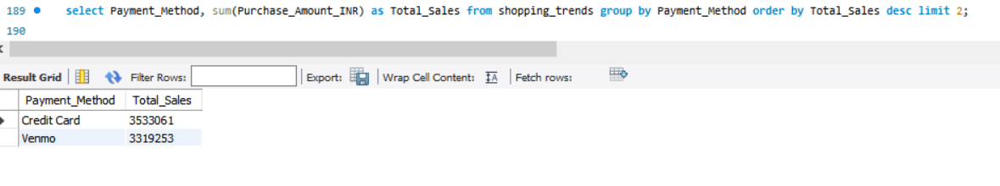 189 select Payment_Method, sum(Purchase_Amount_INR) as Total_Sales from shopping_trends group by Payment_Method order by Total_Sales desc limit 2;
190
Result Grid Filter Rows: Export: Wrap Cell Content: Fetch rows:
Payment_Method Total_Sales
Credit Card 3533061
Venmo 3319253